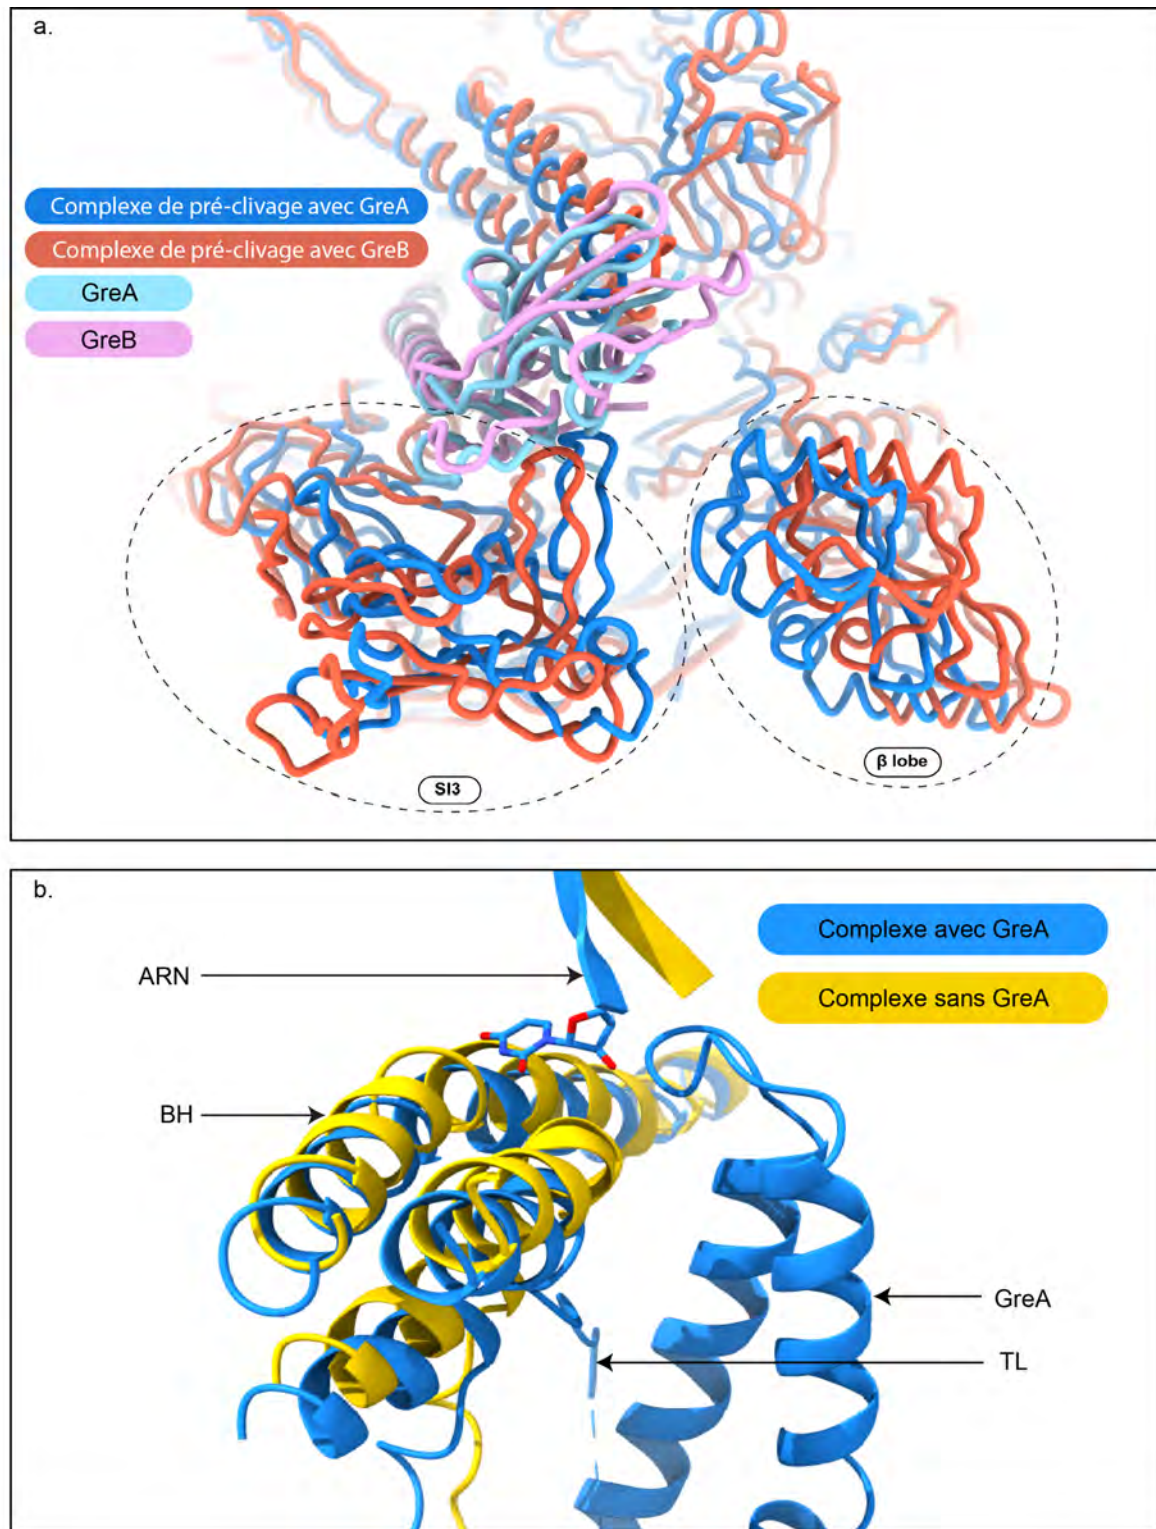 a.
Complexe de pré-clivage avec GreA
Complexe de pré-clivage avec GreB
GreA
GreB
β lobe
SI3
b.
Complexe avec GreA
ARN
Complexe sans GreA
BH
GreA
TL